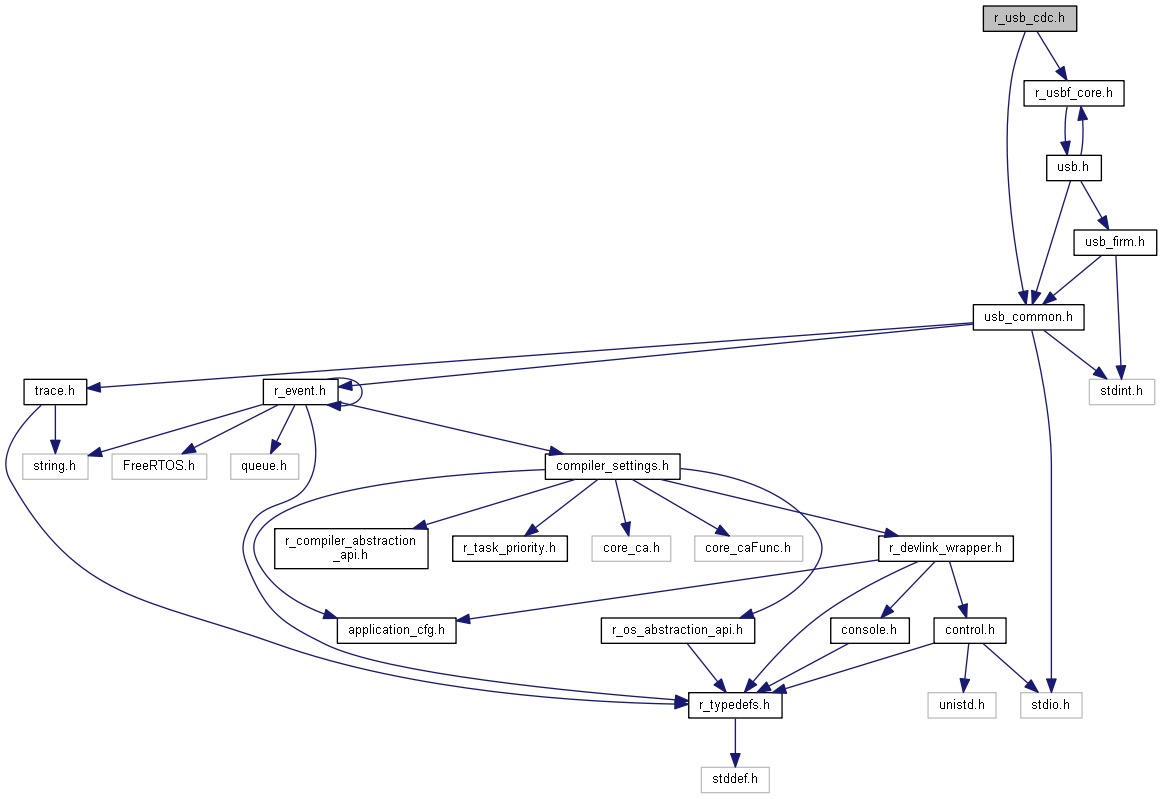 r_usb_cdc.h
r_usbf_core.h
usb.h
usb_firm.h
usb_common.h
trace.h
r_event.h
stdint.h
string.h
FreeRTOS.h
queue.h
compiler_settings.h
r_compiler_abstraction
_api.h
r_task_priority.h
core_ca.h
core_caFunc.h
r_devlink_wrapper.h
application_cfg.h
r_os_abstraction_api.h
console.h
control.h
r_typedefs.h
unistd.h
stdio.h
stddef.h